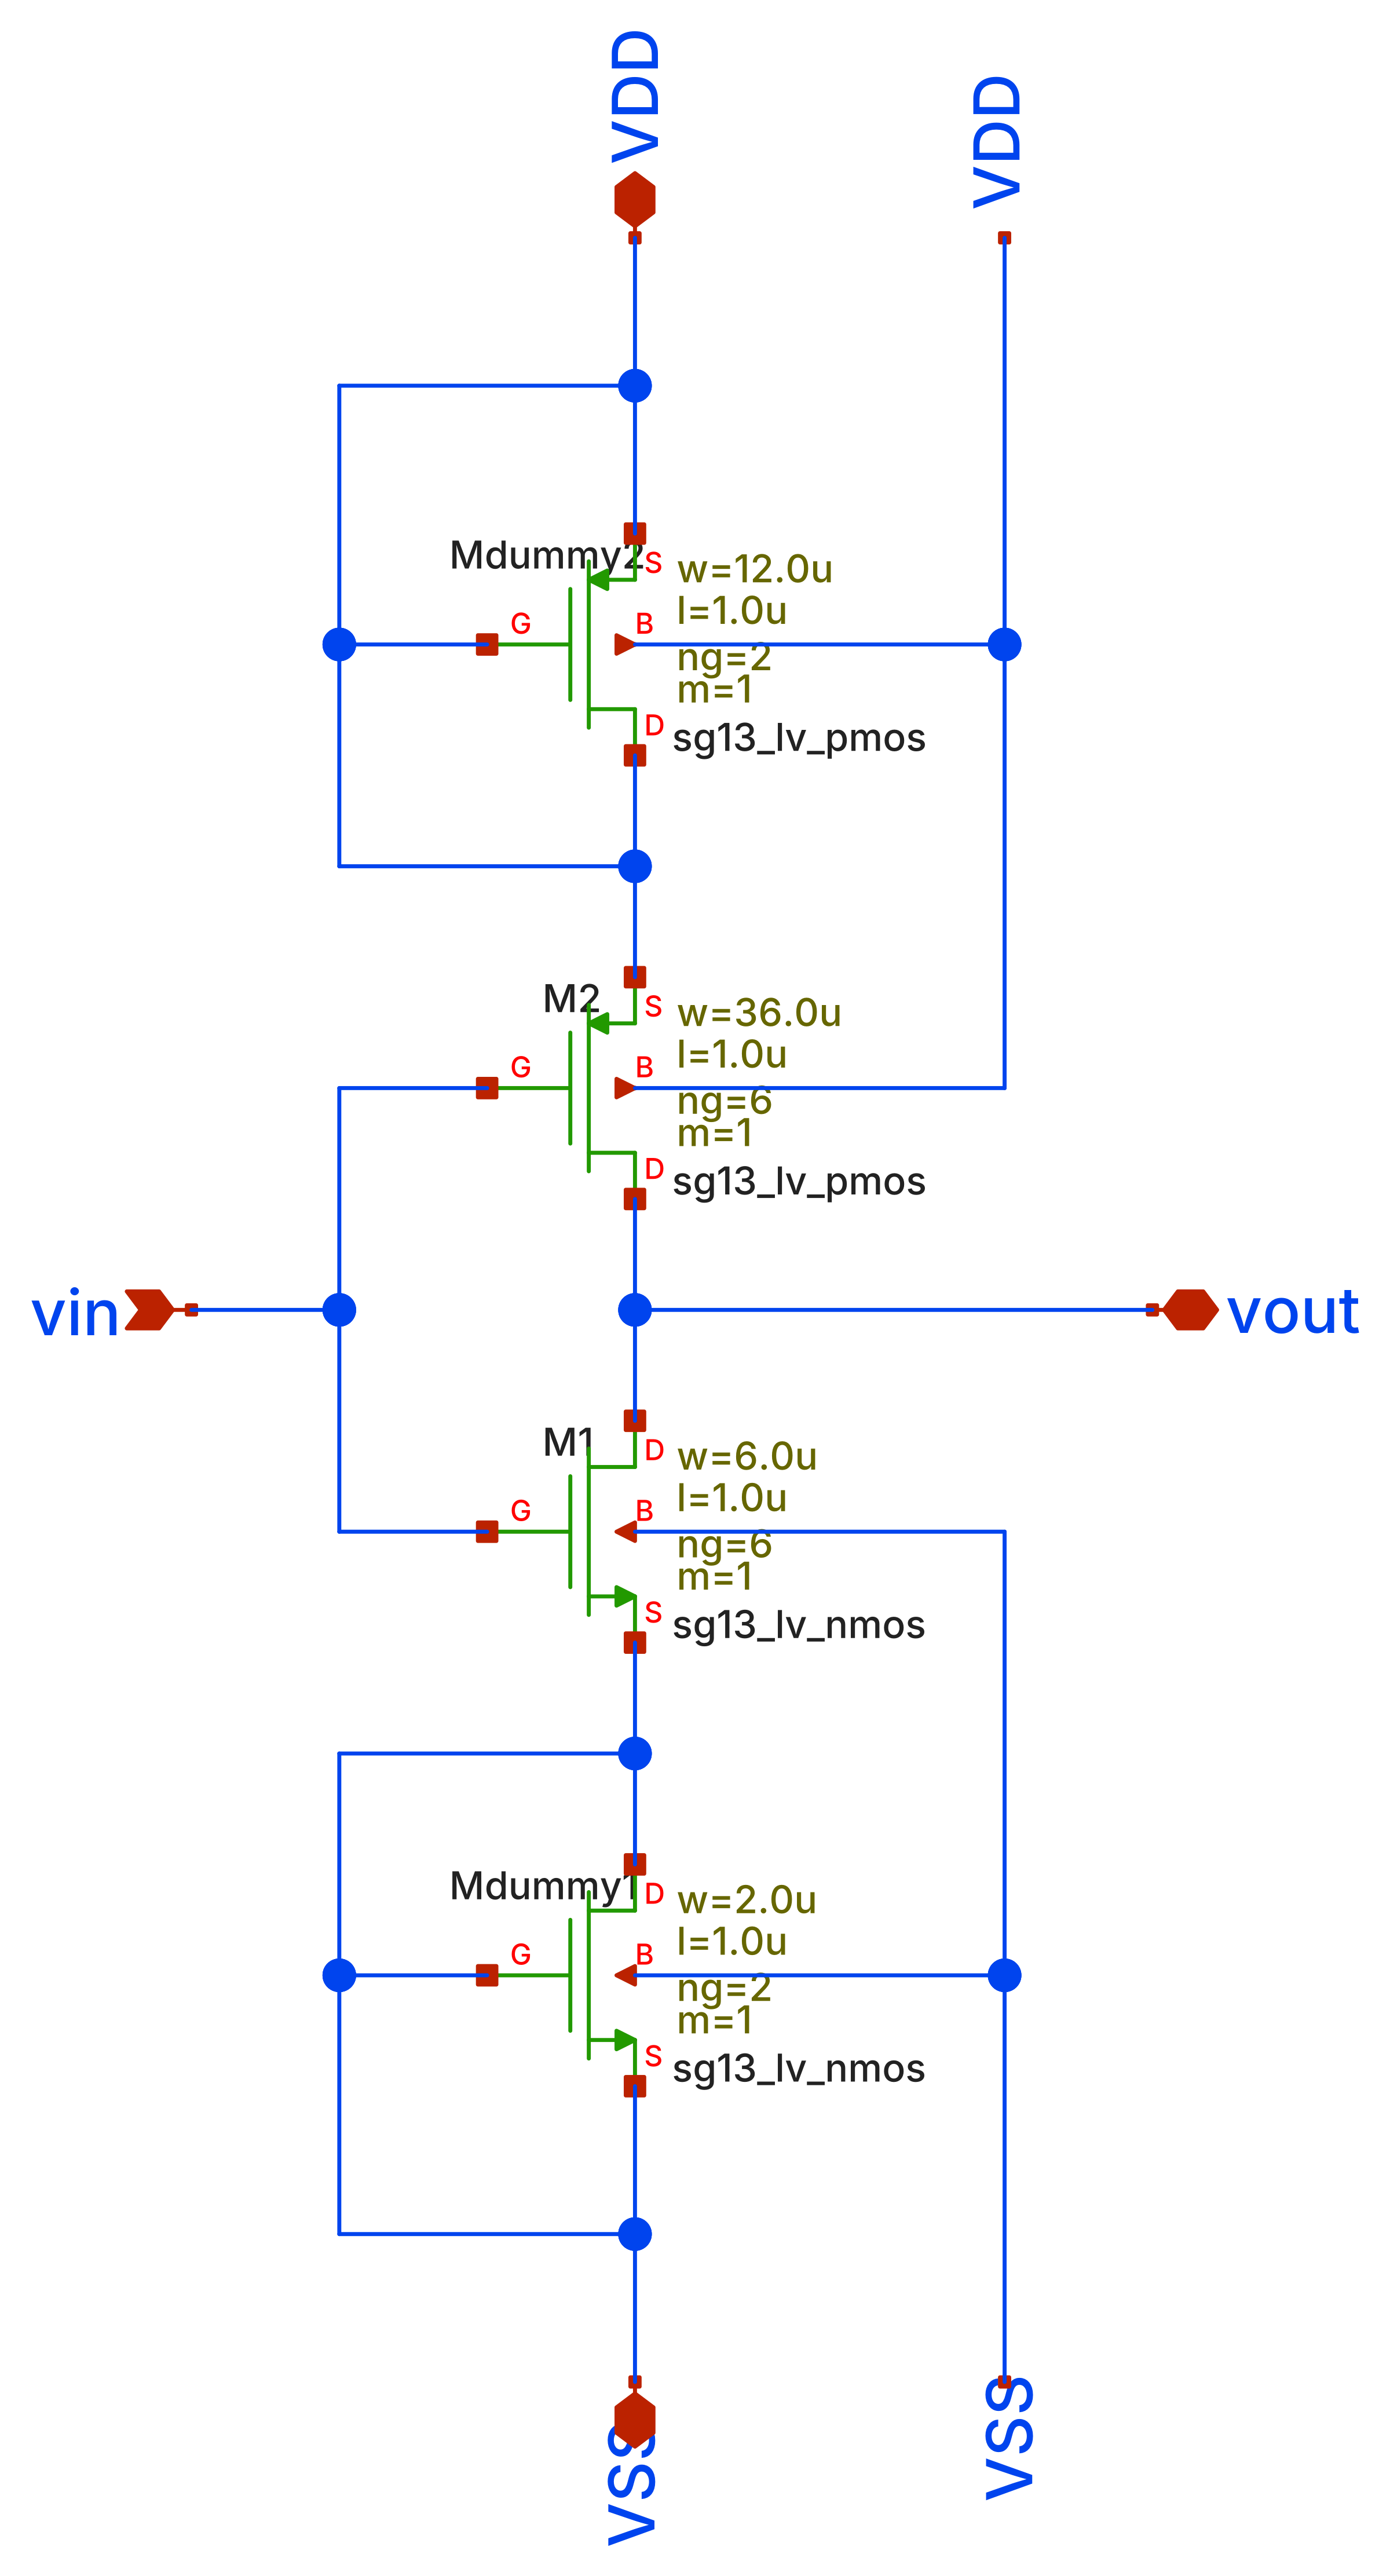 VDD
VDD
Mdummy2
S
w=12.0u
l=1.0u
G
B
ng=2
m=1
D
sg13_lv_pmos
M2
S
w=36.0u
l=1.0u
G
B
ng=6
m=1
D
sg13_lv_pmos
vin
vout
M1
D
w=6.0u
l=1.0u
G
B
ng=6
m=1
S
sg13_lv_nmos
Mdummy1
D
w=2.0u
l=1.0u
G
B
ng=2
m=1
S
sg13_lv_nmos
VSS
VSS